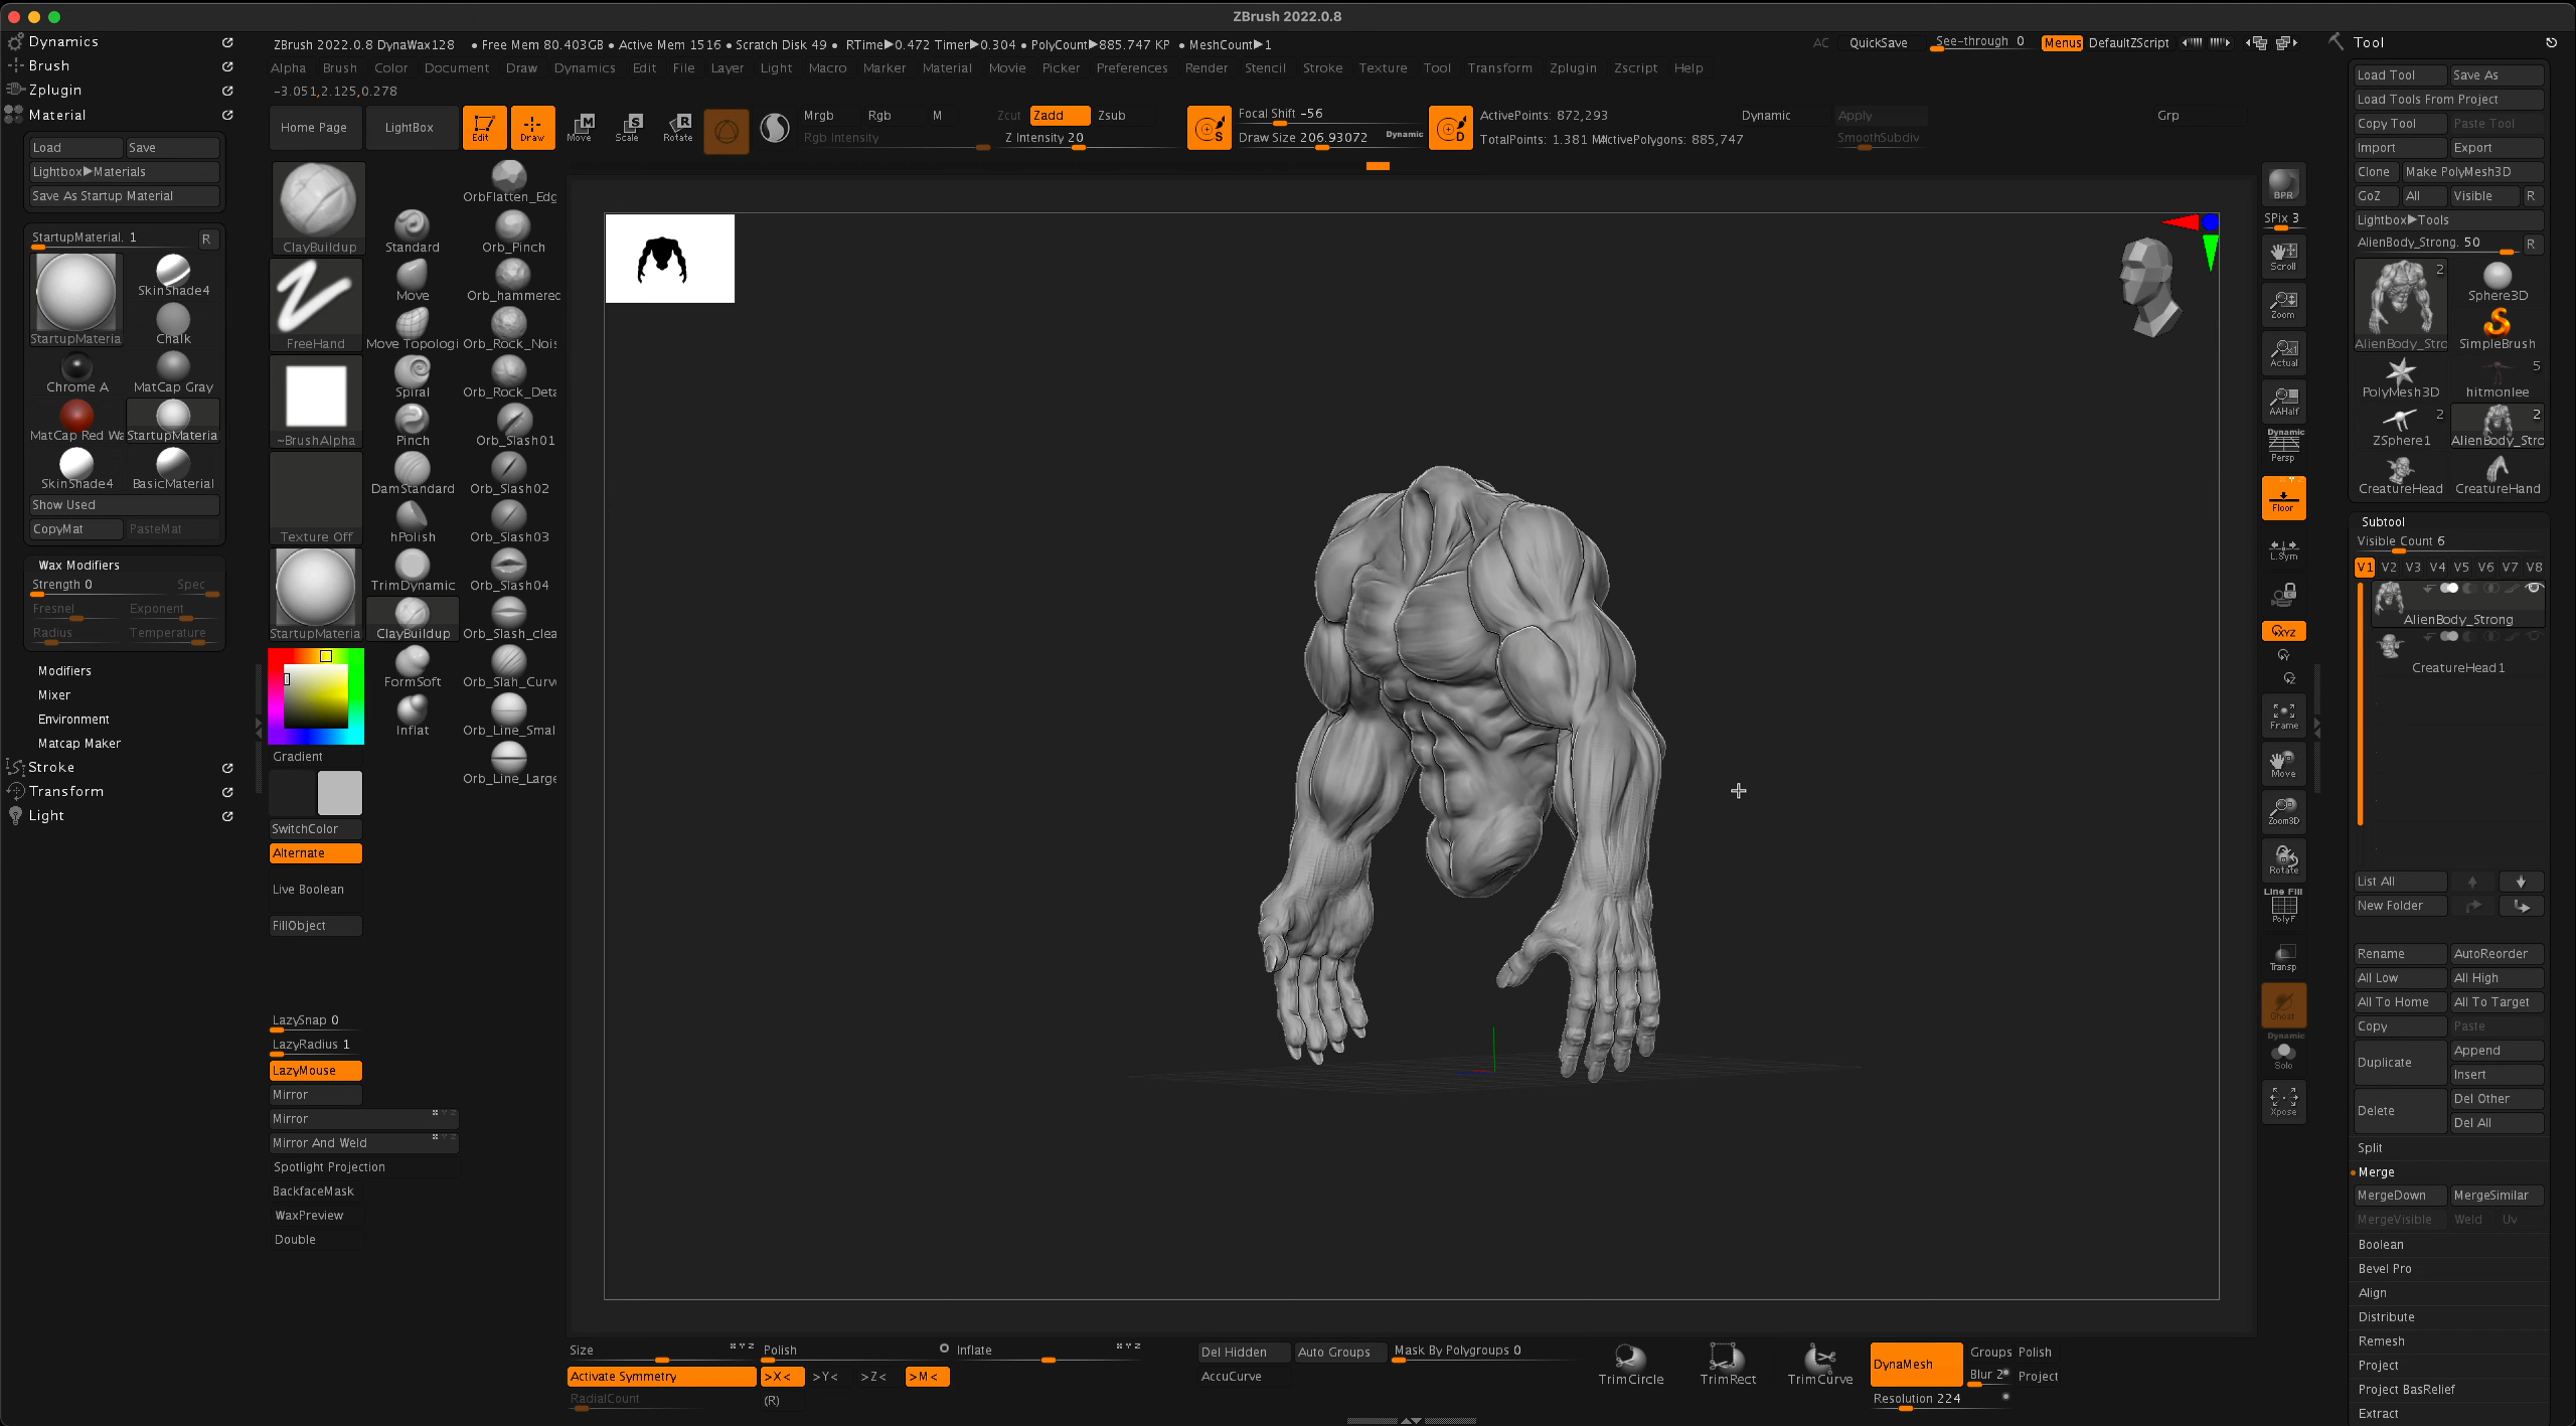 ZBrush 2022.0.8
Dynamics
Brush
Zplugin
Material
Load Save
Lightbox▶Materials
Save As Startup Material
StartupMaterial. 1 R
SkinShade4
StartupMateria Chalk
Chrome A MatCap Gray
MatCap Red Wa StartupMateria
SkinShade4 BasicMaterial
Show Used
CopyMat PasteMat
Wax Modifiers
Strength 0 Spec
Fresnel Exponent
Radius Temperature
Modifiers
Mixer
Environment
Matcap Maker
Stroke
Transform
Light
ZBrush 2022.0.8 DynaWax128 • Free Mem 80.403GB • Active Mem 1516 • Scratch Disk 49 • RTime▶0.472 Timer▶0.304 • PolyCount▶885.747 KP • MeshCount▶1
AC QuickSave See-through 0 Menus DefaultZScript
Alpha Brush Color Document Draw Dynamics Edit File Layer Light Macro Marker Material Movie Picker Preferences Render Stencil Stroke Texture Tool Transform Zplugin Zscript Help
-3.051,2.125,0.278
Home Page LightBox Edit Draw Move Scale Rotate
Mrgb Rgb M Zcut Zadd Zsub
Rgb Intensity Z Intensity 20
Focal Shift -56
Draw Size 206.93072 Dynamic
ActivePoints: 872,293 Dynamic Apply Grp
TotalPoints: 1.381 M ActivePolygons: 885,747 SmoothSubdiv
ClayBuildup
FreeHand
~BrushAlpha
Texture Off
StartupMateria
Gradient
SwitchColor
Alternate
Live Boolean
FillObject
LazySnap 0
LazyRadius 1
LazyMouse
Mirror
Mirror
Mirror And Weld
Spotlight Projection
BackfaceMask
WaxPreview
Double
Standard
Move
Move Topologi
Spiral
Pinch
DamStandard
hPolish
TrimDynamic
ClayBuildup
FormSoft
Inflat
OrbFlatten_Edg
Orb_Pinch
Orb_hammered
Orb_Rock_Nois
Orb_Rock_Deta
Orb_Slash01
Orb_Slash02
Orb_Slash03
Orb_Slash04
Orb_Slash_clea
Orb_Slah_Curv
Orb_Line_Smal
Orb_Line_Large
BPR
SPix 3
Scroll
Zoom
Actual
AAHalf
Dynamic
Persp
Floor
L.Sym
XYZ
Y
Z
Frame
Move
Zoom3D
Rotate
Line Fill
PolyF
Transp
Ghost
Dynamic
Solo
Xpose
Size Polish Inflate
Activate Symmetry >X< >Y< >Z< >M<
RadialCount (R)
Del Hidden Auto Groups Mask By Polygroups 0
AccuCurve
TrimCircle TrimRect TrimCurve
DynaMesh Groups Polish
Blur 2 Project
Resolution 224
Tool
Load Tool Save As
Load Tools From Project
Copy Tool Paste Tool
Import Export
Clone Make PolyMesh3D
GoZ All Visible R
Lightbox▶Tools
AlienBody_Strong. 50 R
2 Sphere3D
AlienBody_Stro SimpleBrush
5
PolyMesh3D hitmonlee
2 2
ZSphere1 AlienBody_Stro
CreatureHead CreatureHand
Subtool
Visible Count 6
V1 V2 V3 V4 V5 V6 V7 V8
AlienBody_Strong
CreatureHead1
List All
New Folder
Rename AutoReorder
All Low All High
All To Home All To Target
Copy Paste
Duplicate Append
Insert
Delete Del Other
Del All
Split
Merge
MergeDown MergeSimilar
MergeVisible Weld Uv
Boolean
Bevel Pro
Align
Distribute
Remesh
Project
Project BasRelief
Extract